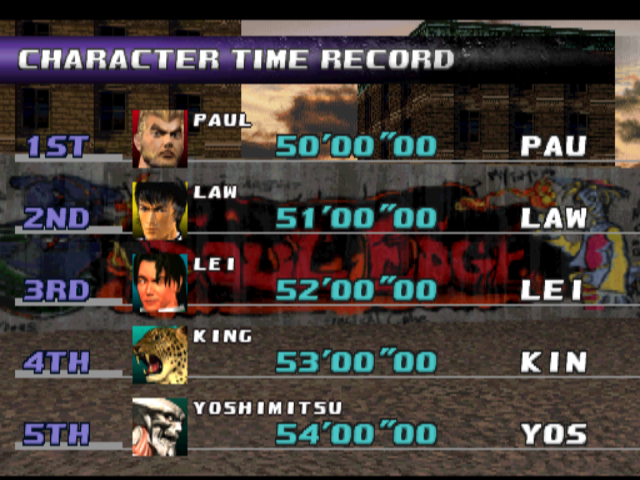 CHARACTER TIME RECORD
1ST PAUL 50'00"00 PAU
2ND LAW 51'00"00 LAW
3RD LEI 52'00"00 LEI
4TH KING 53'00"00 KIN
5TH YOSHIMITSU 54'00"00 YOS